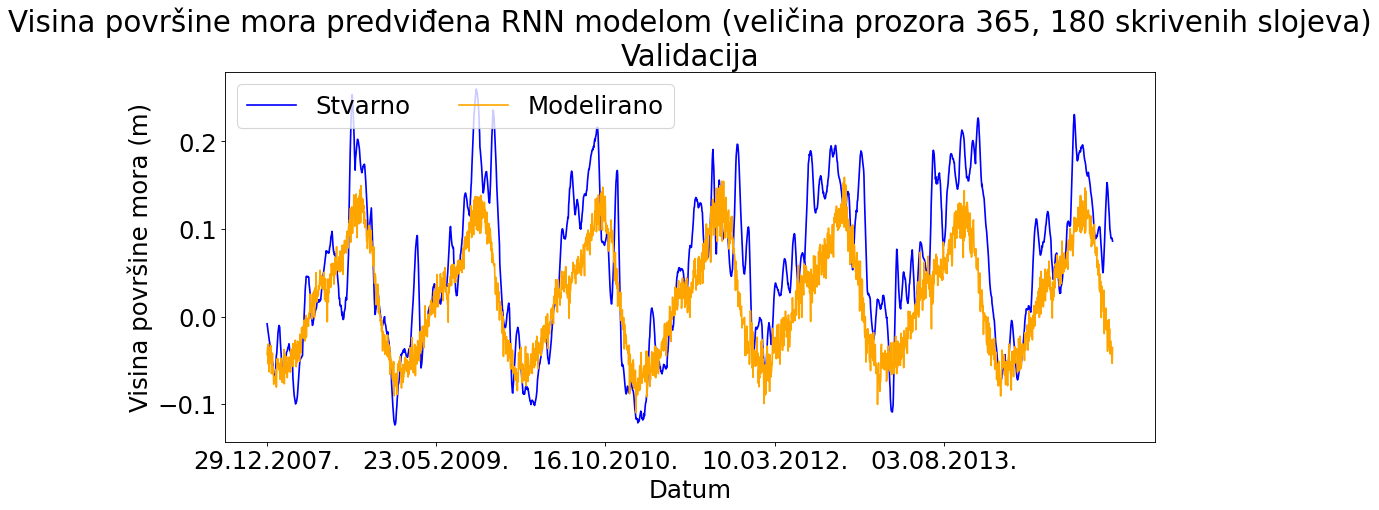 Visina površine mora predviđena RNN modelom (veličina prozora 365, 180 skrivenih slojeva)
Validacija
Stvarno
Modelirano
Visina površine mora (m)
0.2
0.1
0.0
−0.1
29.12.2007.
23.05.2009.
16.10.2010.
10.03.2012.
03.08.2013.
Datum